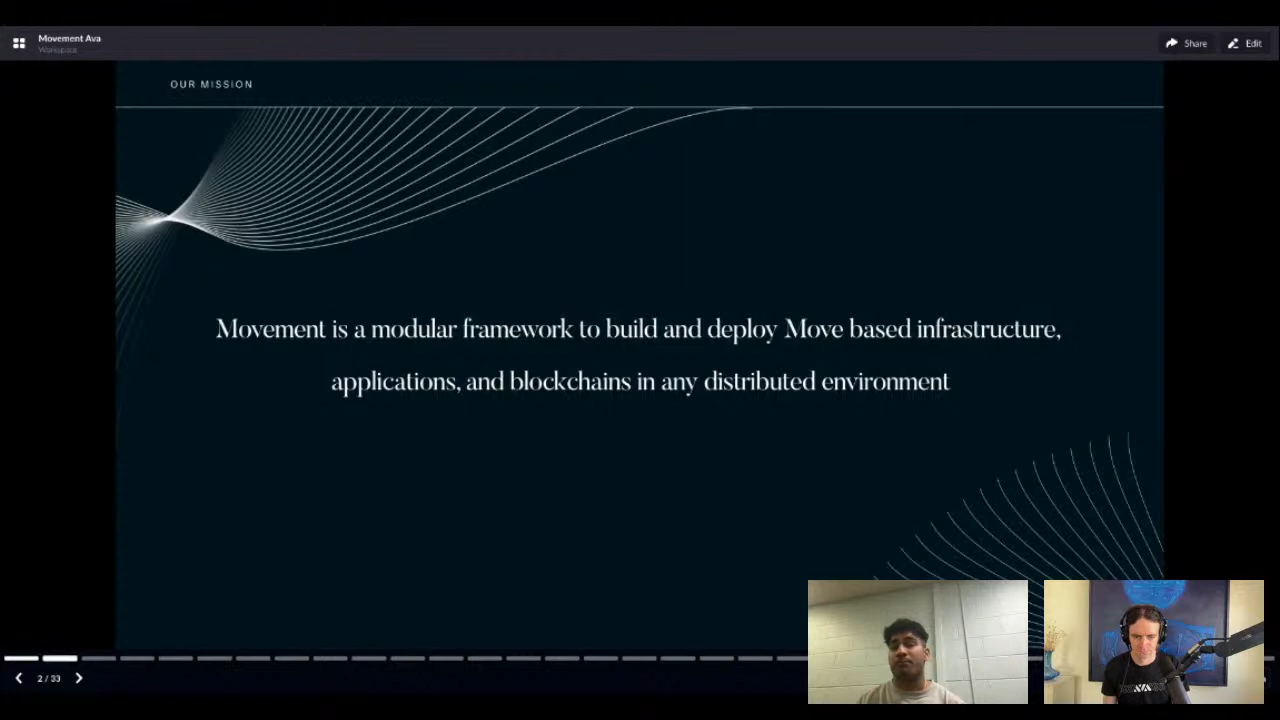 Movement Ava
Workspace
Share
Edit
OUR MISSION
Movement is a modular framework to build and deploy Move based infrastructure,
applications, and blockchains in any distributed environment
2 / 33